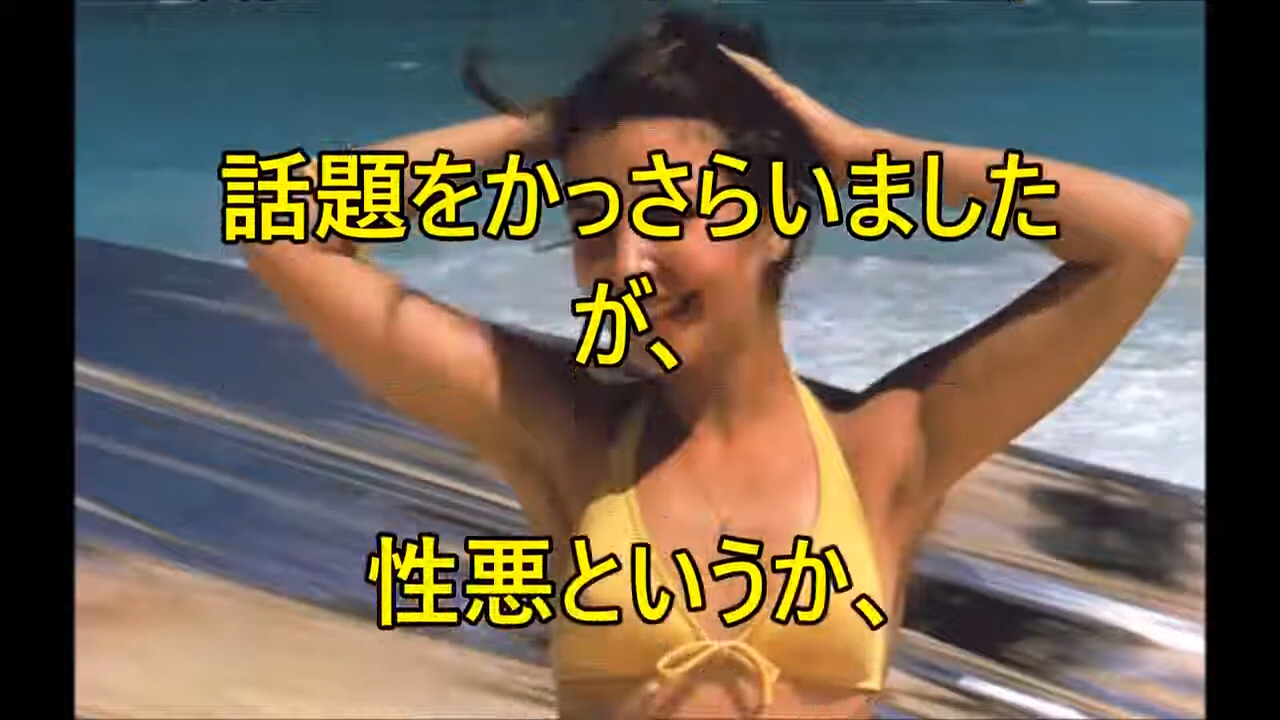 話題をかっさらいました
が、
性悪というか、